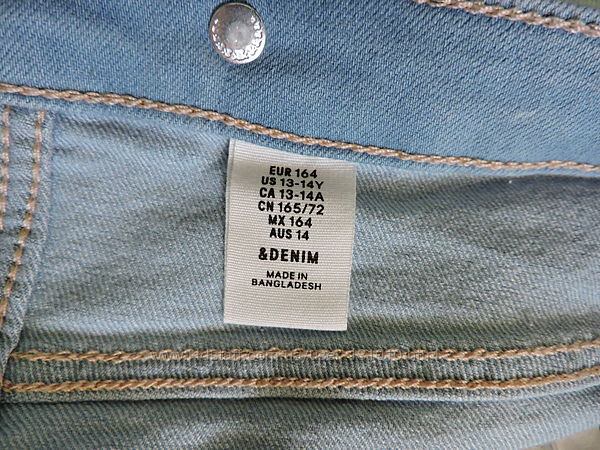 EUR 164
US 13-14Y
CA 13-14A
CN 165/72
MX 164
AUS 14
&DENIM
MADE IN
BANGLADESH